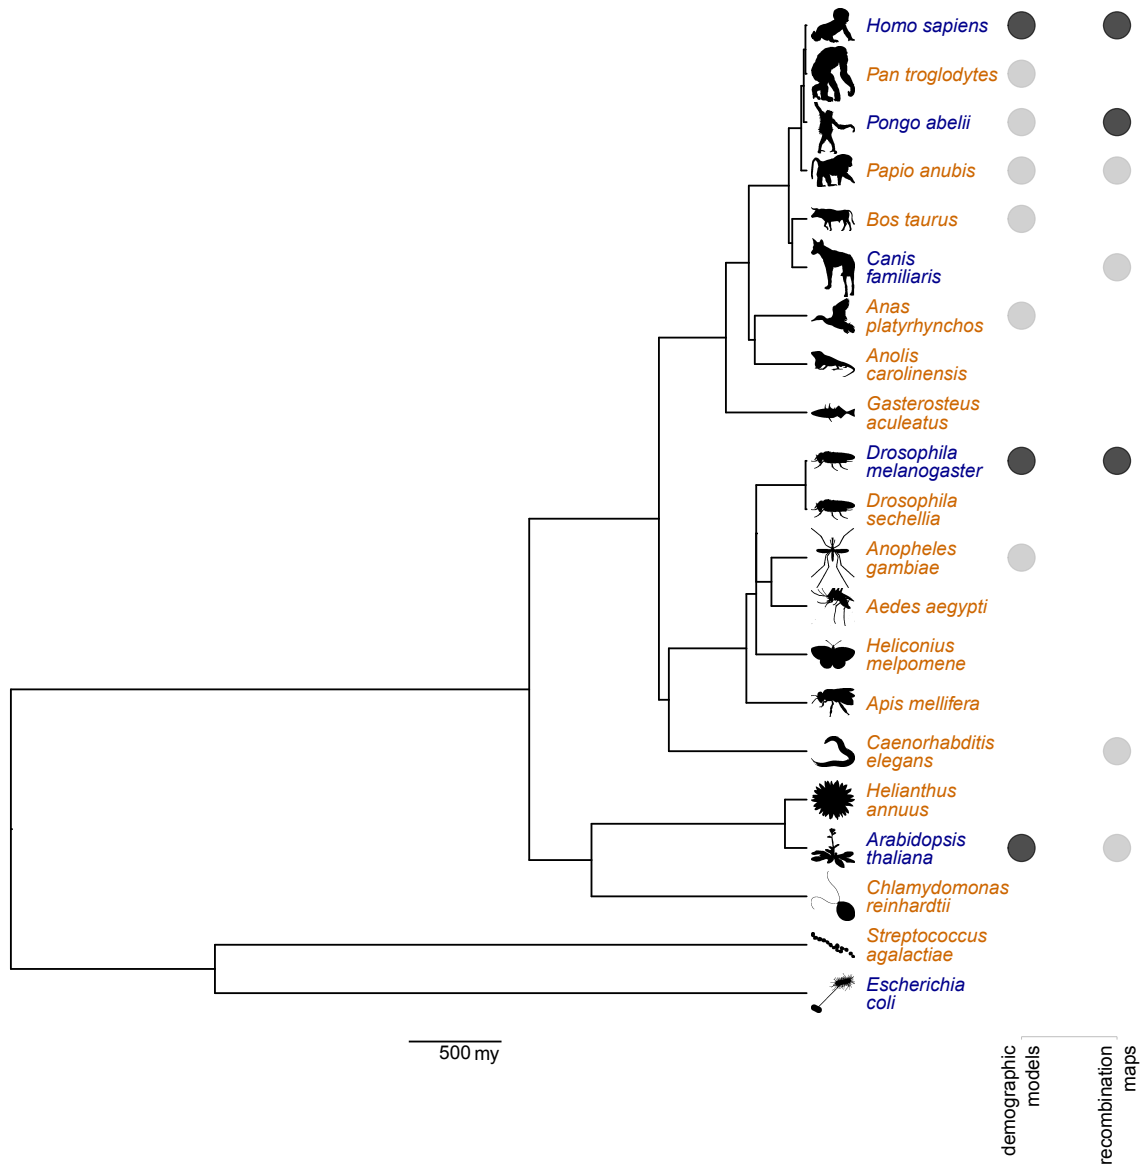 Homo sapiens
Pan troglodytes
Pongo abelii
Papio anubis
Bos taurus
Canis
familiaris
Anas
platyrhynchos
Anolis
carolinensis
Gasterosteus
aculeatus
Drosophila
melanogaster
Drosophila
sechellia
Anopheles
gambiae
Aedes aegypti
Heliconius
melpomene
Apis mellifera
Caenorhabditis
elegans
Helianthus
annuus
Arabidopsis
thaliana
Chlamydomonas
reinhardtii
Streptococcus
agalactiae
Escherichia
coli
500 my
demographic
models
recombination
maps